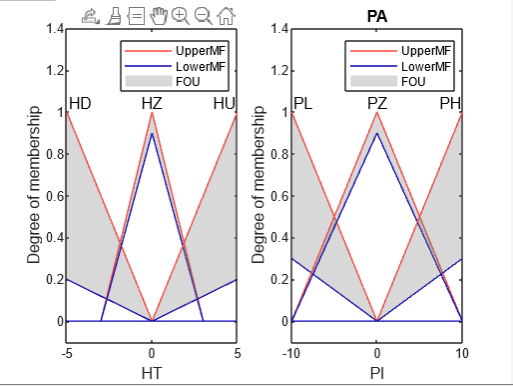 PA
1.4
1.2
1
0.8
0.6
0.4
0.2
0
-5
0
5
Degree of membership
HT
HD
HZ
HU
UpperMF
LowerMF
FOU
1.4
1.2
1
0.8
0.6
0.4
0.2
0
-10
0
10
Degree of membership
PI
PL
PZ
PH
UpperMF
LowerMF
FOU